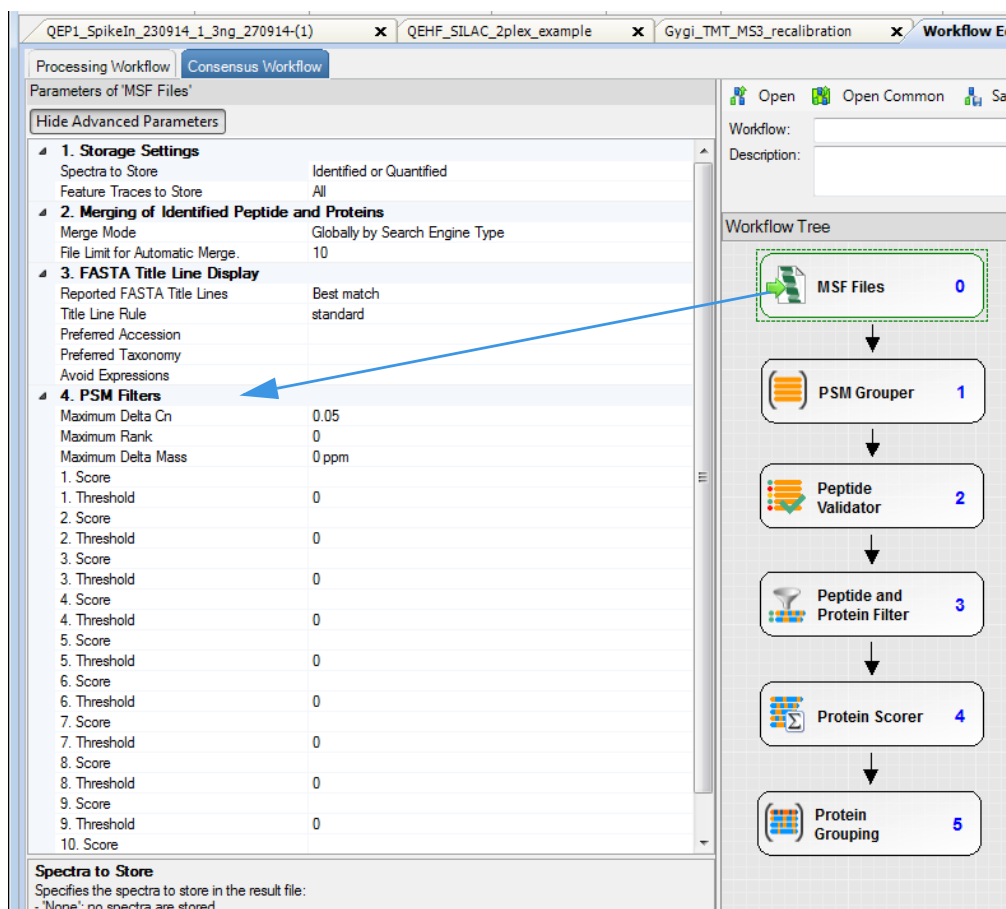 QEP1_SpikeIn_230914_1_3ng_270914-(1) x QEHF_SILAC_2plex_example x Gygi_TMT_MS3_recalibration x Workflow E
Processing Workflow Consensus Workflow
Parameters of 'MSF Files'
Hide Advanced Parameters
1. Storage Settings
Spectra to Store Identified or Quantified
Feature Traces to Store All
2. Merging of Identified Peptide and Proteins
Merge Mode Globally by Search Engine Type
File Limit for Automatic Merge. 10
3. FASTA Title Line Display
Reported FASTA Title Lines Best match
Title Line Rule standard
Preferred Accession
Preferred Taxonomy
Avoid Expressions
4. PSM Filters
Maximum Delta Cn 0.05
Maximum Rank 0
Maximum Delta Mass 0 ppm
1. Score
1. Threshold 0
2. Score
2. Threshold 0
3. Score
3. Threshold 0
4. Score
4. Threshold 0
5. Score
5. Threshold 0
6. Score
6. Threshold 0
7. Score
7. Threshold 0
8. Score
8. Threshold 0
9. Score
9. Threshold 0
10. Score
Spectra to Store
Specifies the spectra to store in the result file:
- 'None': no spectra are stored
Open Open Common Sa
Workflow:
Description:
Workflow Tree
MSF Files 0
PSM Grouper 1
Peptide
Validator 2
Peptide and
Protein Filter 3
Protein Scorer 4
Protein
Grouping 5